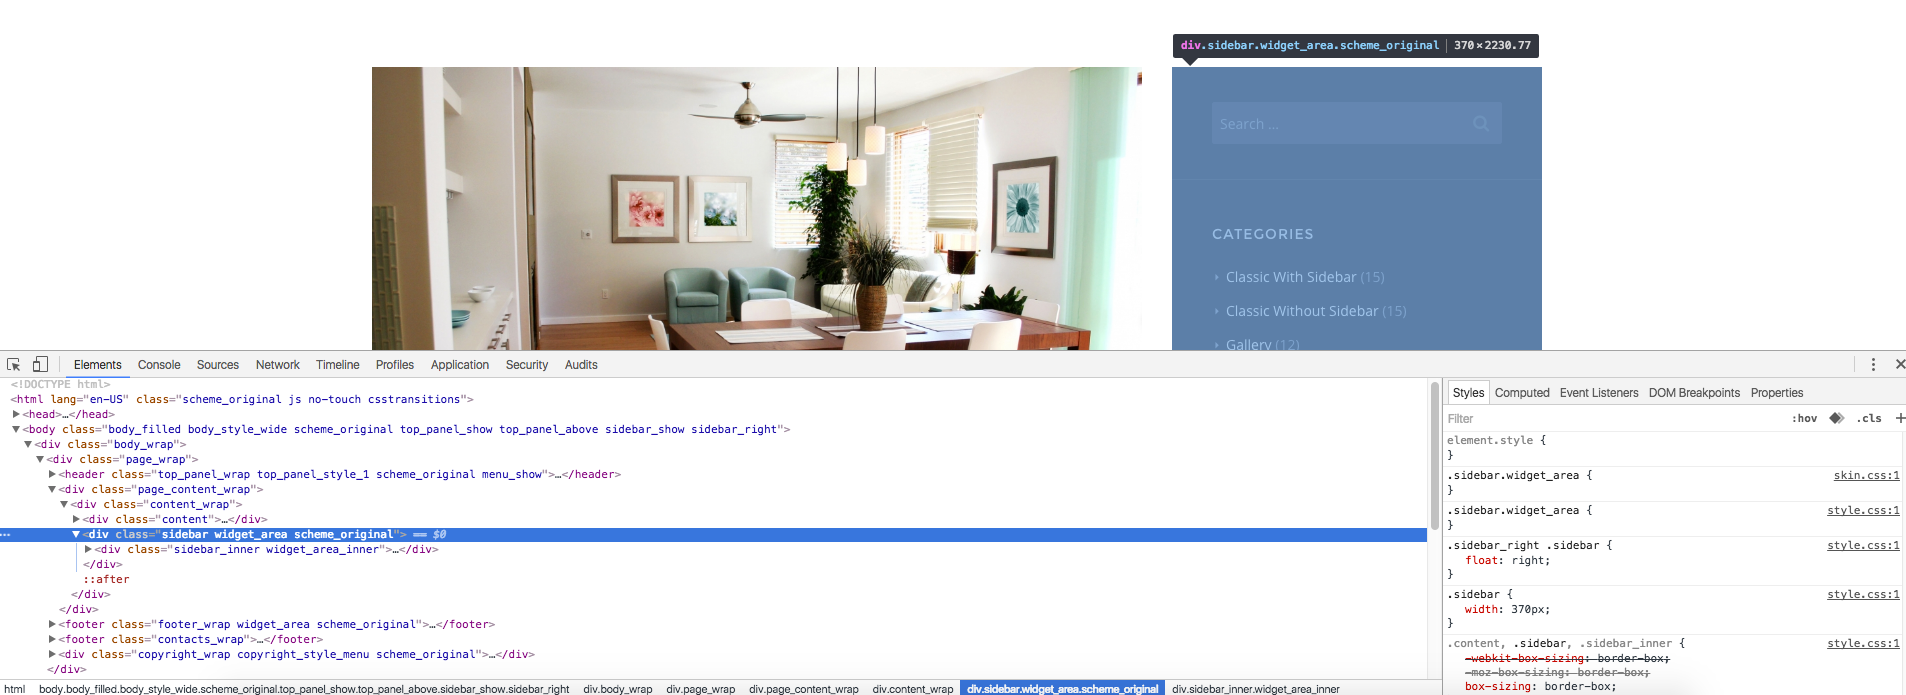 div.sidebar.widget_area.scheme_original | 370 × 2230.77
Search ...
CATEGORIES
Classic With Sidebar (15)
Classic Without Sidebar (15)
Gallery (12)
Elements Console Sources Network Timeline Profiles Application Security Audits
<!DOCTYPE html>
<html lang="en-US" class="scheme_original js no-touch csstransitions">
<head>…</head>
<body class="body_filled body_style_wide scheme_original top_panel_show top_panel_above sidebar_show sidebar_right">
<div class="body_wrap">
<div class="page_wrap">
<header class="top_panel_wrap top_panel_style_1 scheme_original menu_show">…</header>
<div class="page_content_wrap">
<div class="content_wrap">
<div class="content">…</div>
<div class="sidebar widget_area scheme_original"> == $0
<div class="sidebar_inner widget_area_inner">…</div>
</div>
::after
</div>
</div>
<footer class="footer_wrap widget_area scheme_original">…</footer>
<footer class="contacts_wrap">…</footer>
<div class="copyright_wrap copyright_style_menu scheme_original">…</div>
</div>
html body.body_filled.body_style_wide.scheme_original.top_panel_show.top_panel_above.sidebar_show.sidebar_right div.body_wrap div.page_wrap div.page_content_wrap div.content_wrap div.sidebar.widget_area.scheme_original div.sidebar_inner.widget_area_inner
Styles Computed Event Listeners DOM Breakpoints Properties
Filter :hov .cls +
element.style {
}
.sidebar.widget_area { skin.css:1
}
.sidebar.widget_area { style.css:1
}
.sidebar_right .sidebar { style.css:1
float: right;
}
.sidebar { style.css:1
width: 370px;
}
.content, .sidebar, .sidebar_inner { style.css:1
-webkit-box-sizing: border-box;
-moz-box-sizing: border-box;
box-sizing: border-box;